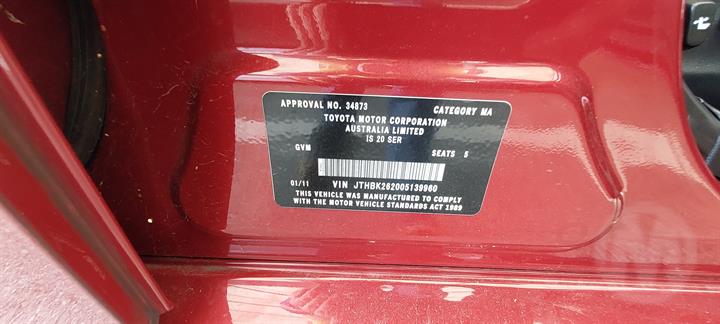 APPROVAL NO. 34873 CATEGORY MA
TOYOTA MOTOR CORPORATION
AUSTRALIA LIMITED
IS 20 SER
GVM SEATS 5
01/11 VIN JTHBK262005139960
THIS VEHICLE WAS MANUFACTURED TO COMPLY
WITH THE MOTOR VEHICLE STANDARDS ACT 1989